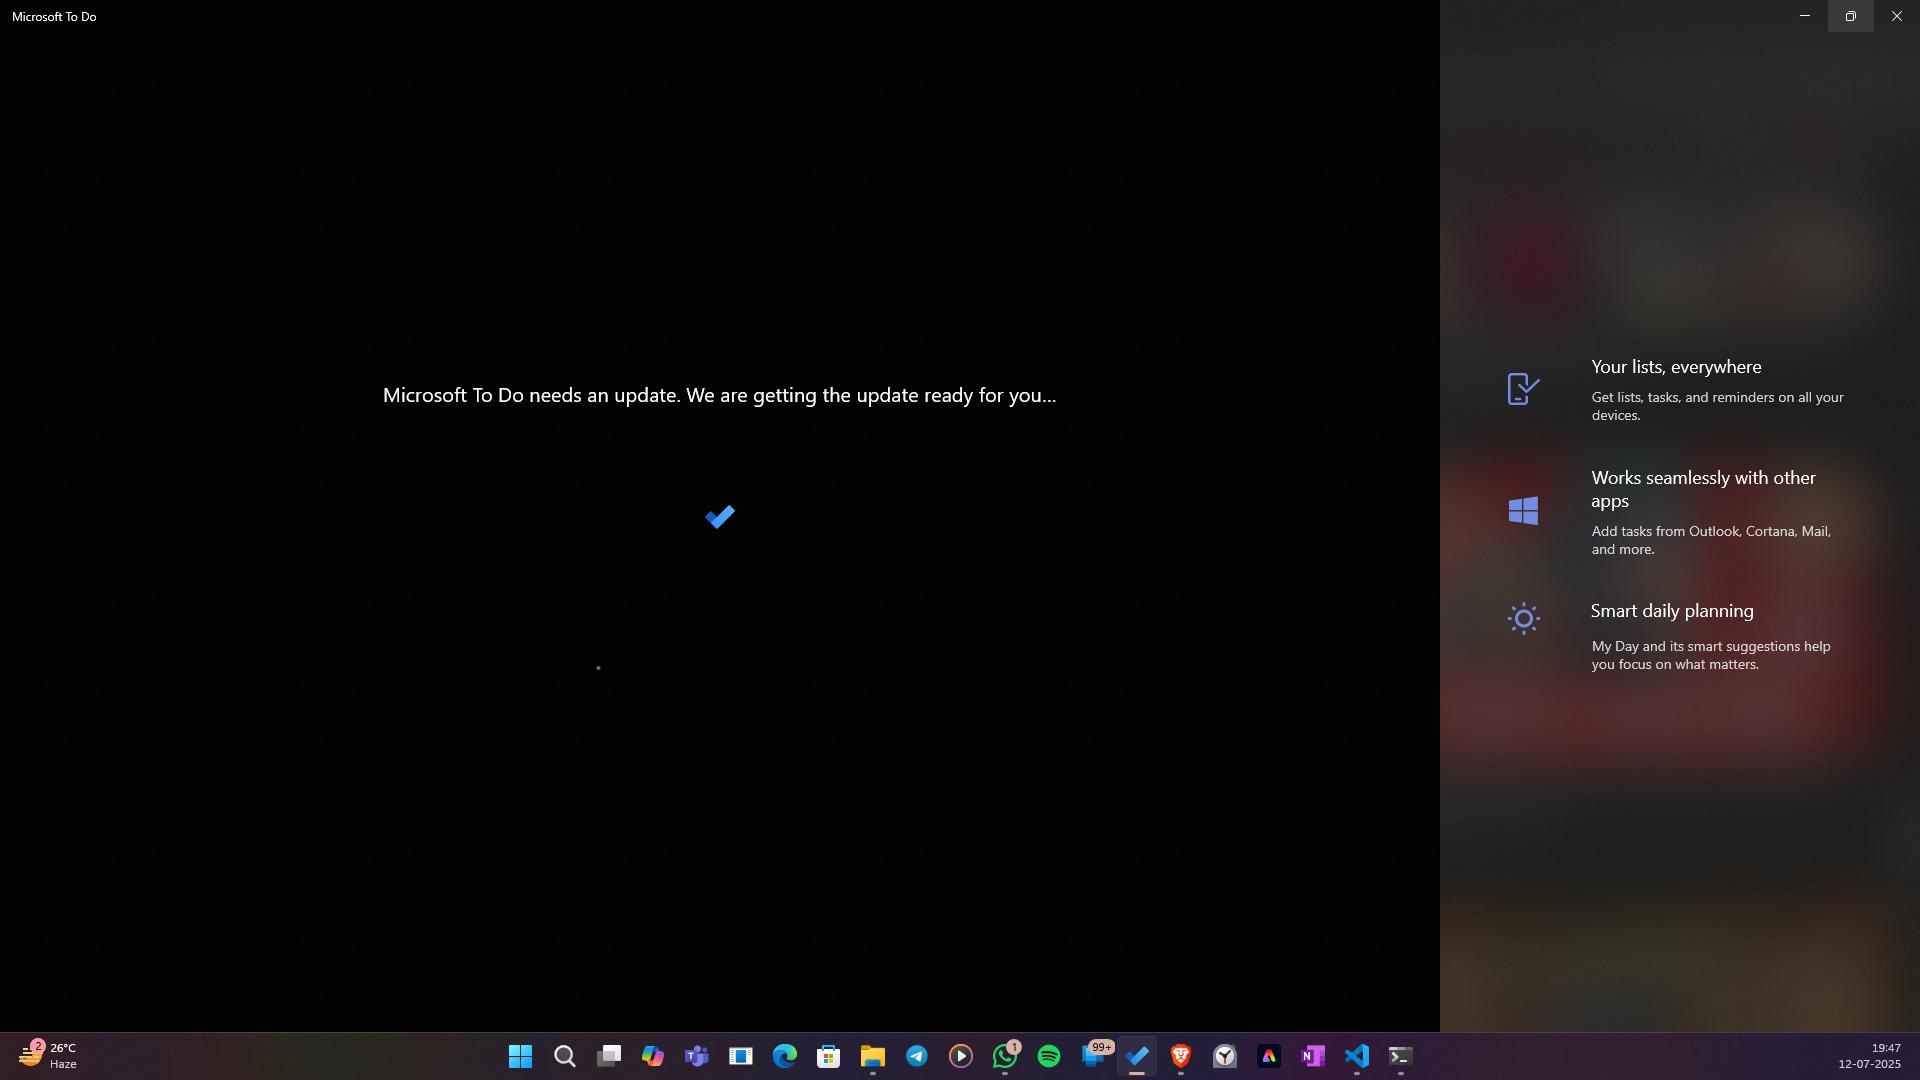 Microsoft To Do
Microsoft To Do needs an update. We are getting the update ready for you...
Your lists, everywhere
Get lists, tasks, and reminders on all your
devices.
Works seamlessly with other
apps
Add tasks from Outlook, Cortana, Mail,
and more.
Smart daily planning
My Day and its smart suggestions help
you focus on what matters.
2
26°C
Haze
T
1
99+
N
19:47
12-07-2025